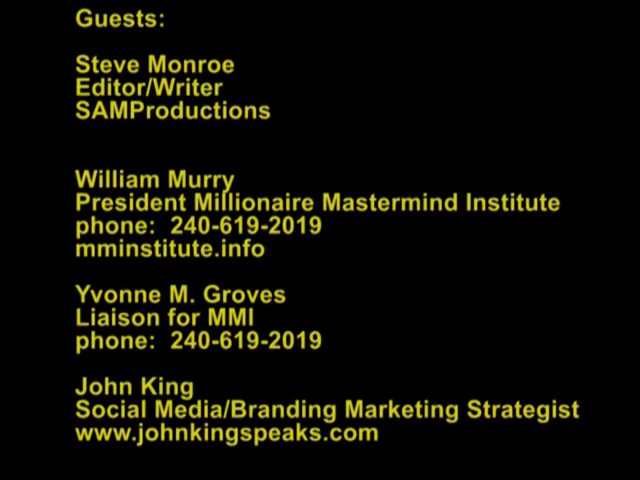 Guests:
Steve Monroe
Editor/Writer
SAMProductions
William Murry
President Millionaire Mastermind Institute
phone:  240-619-2019
mminstitute.info
Yvonne M. Groves
Liaison for MMI
phone:  240-619-2019
John King
Social Media/Branding Marketing Strategist
www.johnkingspeaks.com